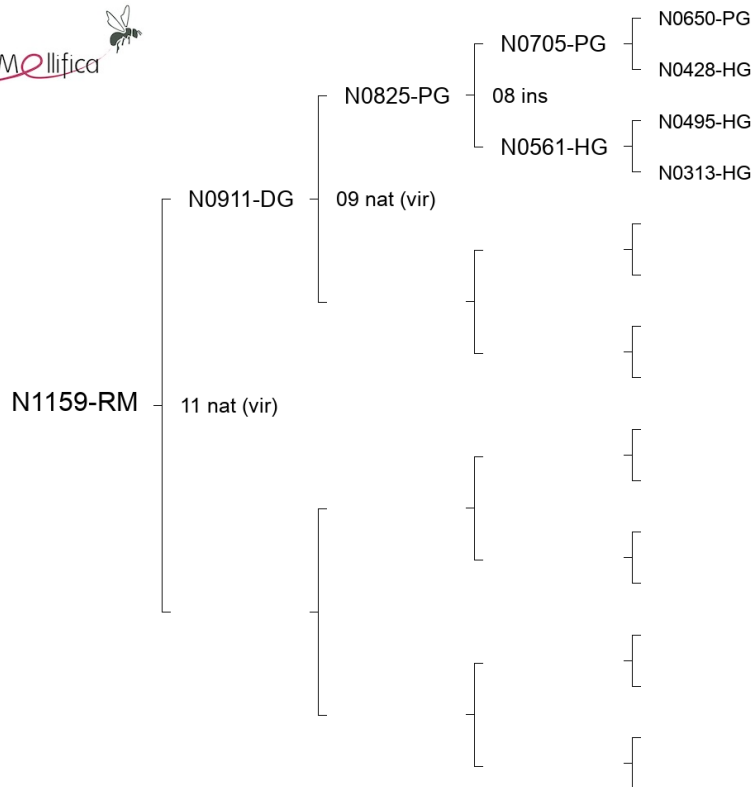 Mellifica
N0650-PG
N0705-PG
N0428-HG
N0825-PG
08 ins
N0495-HG
N0561-HG
N0313-HG
N0911-DG
09 nat (vir)
N1159-RM
11 nat (vir)